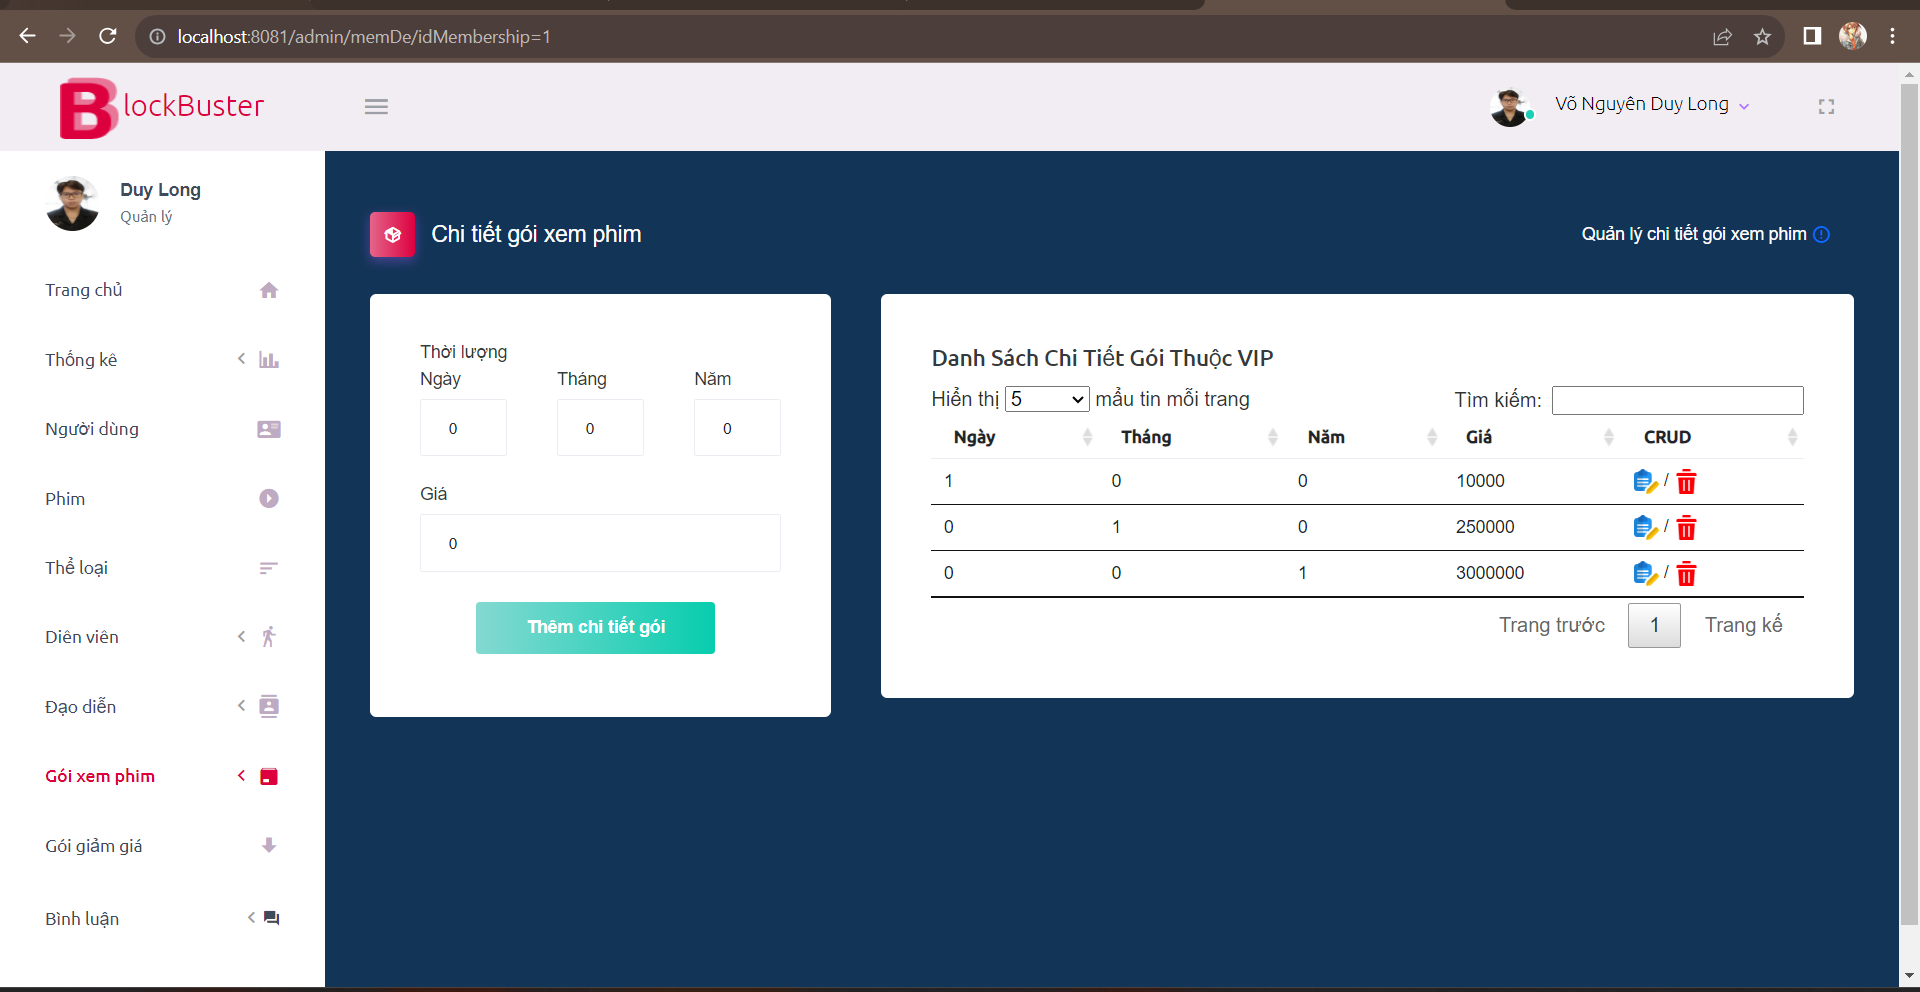 localhost:8081/admin/memDe/idMembership=1
BlockBuster
Võ Nguyên Duy Long
Duy Long
Quản lý
Trang chủ
Thống kê
Người dùng
Phim
Thể loại
Diên viên
Đạo diễn
Gói xem phim
Gói giảm giá
Bình luận
Chi tiết gói xem phim
Quản lý chi tiết gói xem phim
Thời lượng
Ngày Tháng Năm
0 0 0
Giá
0
Thêm chi tiết gói
Danh Sách Chi Tiết Gói Thuộc VIP
Hiển thị 5 mẩu tin mỗi trang Tìm kiếm:
Ngày Tháng Năm Giá CRUD
1 0 0 10000 /
0 1 0 250000 /
0 0 1 3000000 /
Trang trước 1 Trang kế